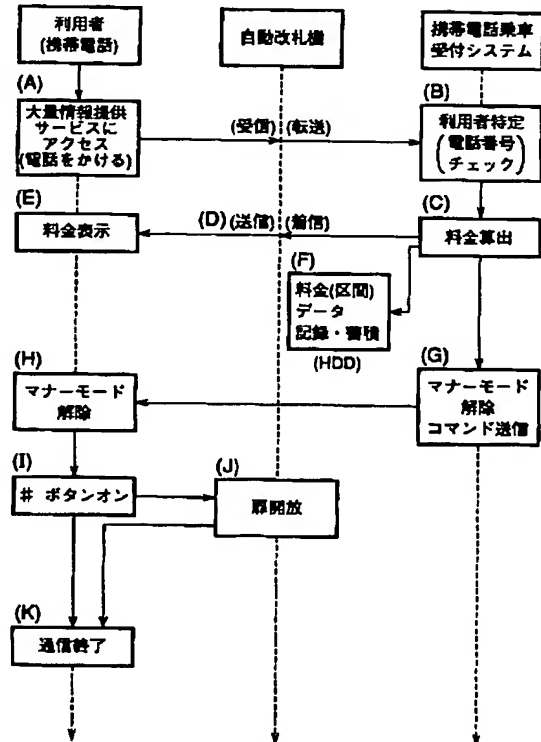 利用者
(携帯電話)
自動改札機
携帯電話乗車
受付システム
(A)
大量情報提供
サービスに
アクセス
(電話をかける)
(受信)(転送)
(B)
利用者特定
(電話番号)
チェック
(E)
料金表示
(D)(送信)(着信)
(C)
料金算出
(F)
料金(区間)
データ
記録・蓄積
(HDD)
(H)
マナーモード
解除
(G)
マナーモード
解除
コマンド送信
(I)
# ボタンオン
(J)
扉開放
(K)
通信終了